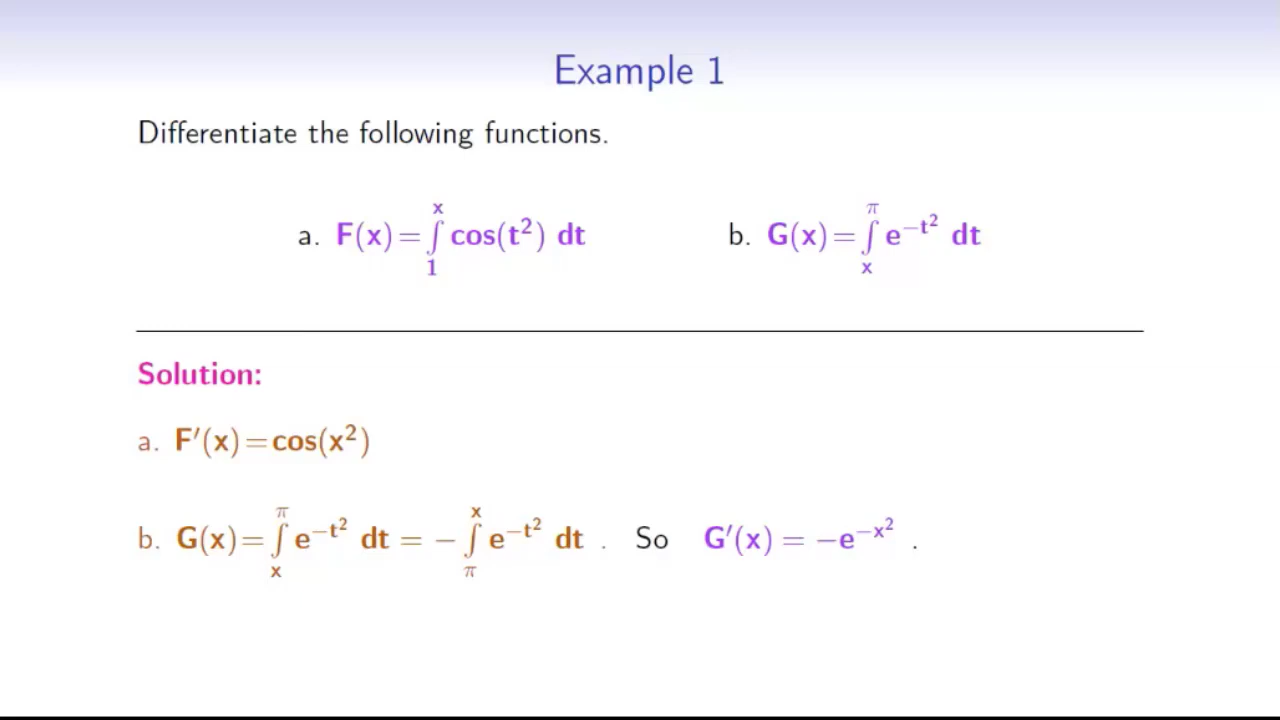 Example 1
Differentiate the following functions.
a. F(x) = ∫₁ˣ cos(t²) dt b. G(x) = ∫ₓ^π e^{−t²} dt
Solution:
a. F′(x) = cos(x²)
b. G(x) = ∫ₓ^π e^{−t²} dt = − ∫_π^x e^{−t²} dt . So G′(x) = −e^{−x²} .